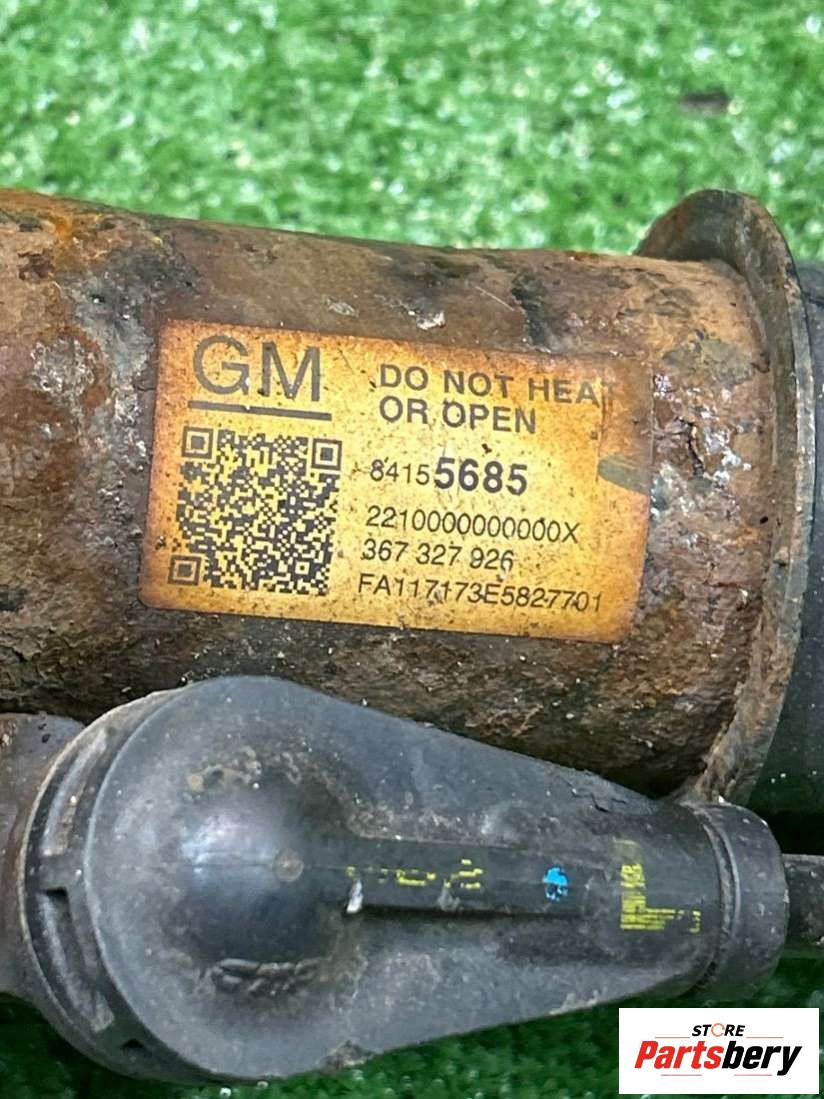 GM
DO NOT HEAT
OR OPEN
84155685
2210000000000X
367 327 926
FA117173E5827701
STORE
Partsbery